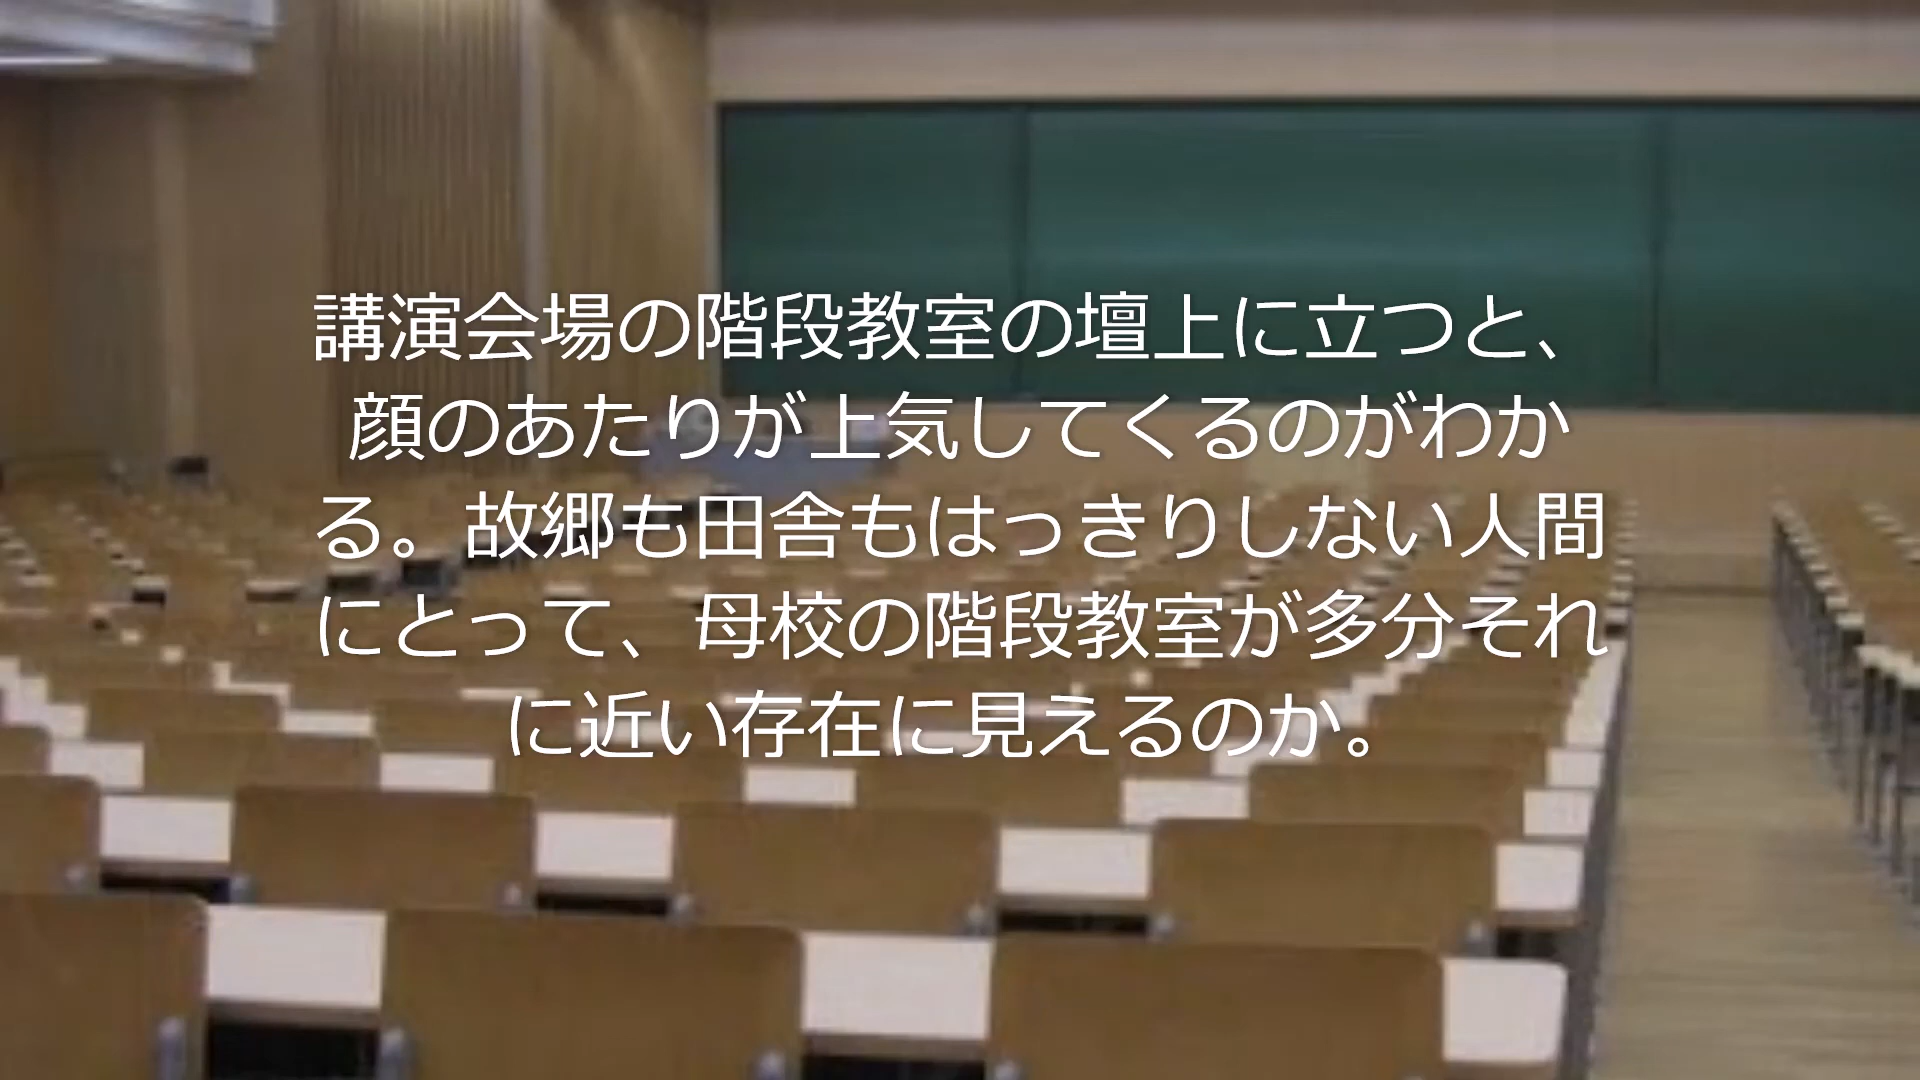 講演会場の階段教室の壇上に立つと、
顔のあたりが上気してくるのがわか
る。故郷も田舎もはっきりしない人間
にとって、母校の階段教室が多分それ
に近い存在に見えるのか。